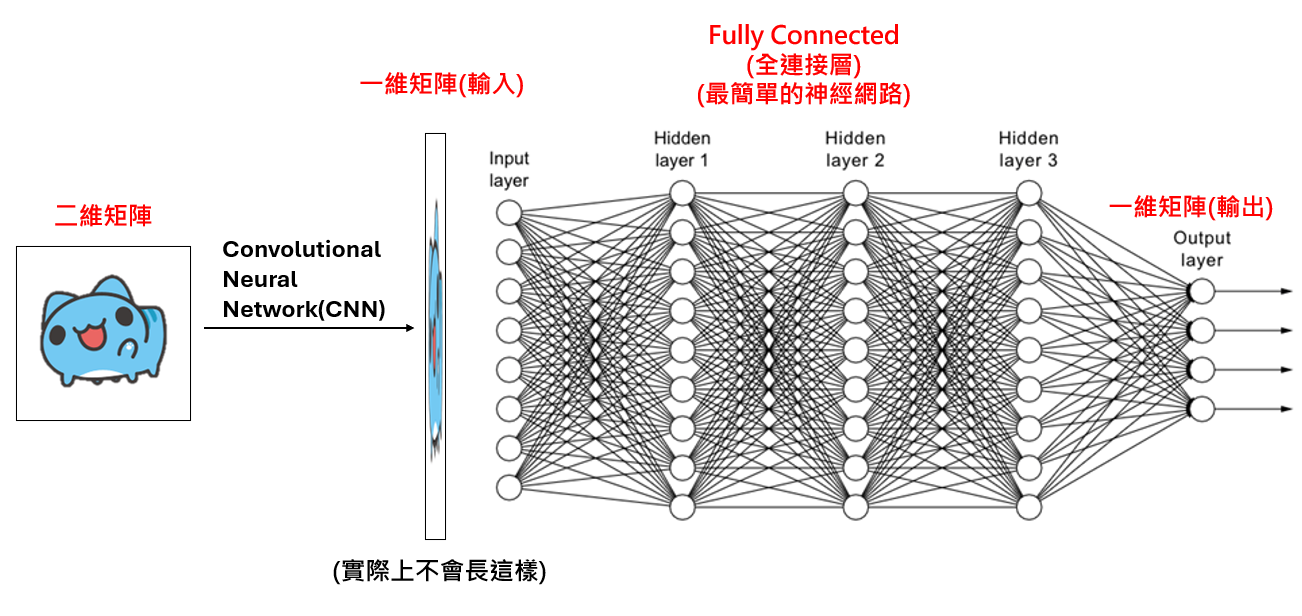 二維矩陣
Convolutional
Neural
Network(CNN)
一維矩陣(輸入)
(實際上不會長這樣)
Fully Connected
(全連接層)
(最簡單的神經網路)
Input
layer
Hidden
layer 1
Hidden
layer 2
Hidden
layer 3
一維矩陣(輸出)
Output
layer